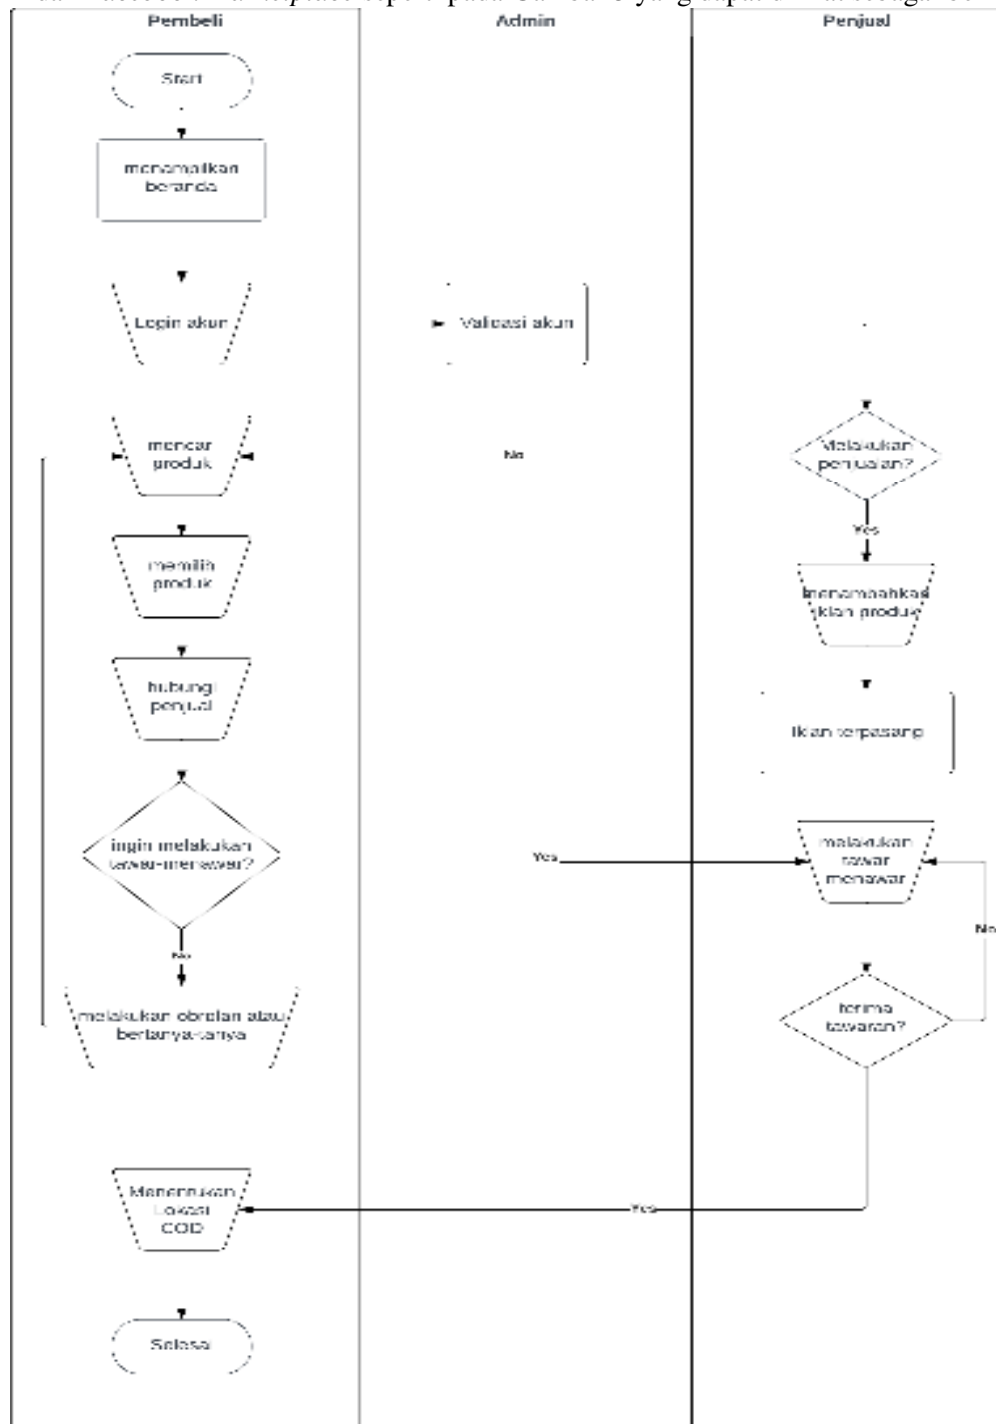 Pembeli
Admin
Penjual
Start
menampilkan
beranda
Login akun
Validasi akun
mencari
produk
No
Melakukan
penjualan?
Yes
memilih
produk
menambahkan
iklan produk
hubungi
penjual
Iklan terpasang
ingin melakukan
tawar-menawar?
Yes
melakukan
tawar
menawar
No
No
melakukan obrolan atau
bertanya-tanya
terima
tawaran?
Menentukan
Lokasi
COD
Yes
Selesai